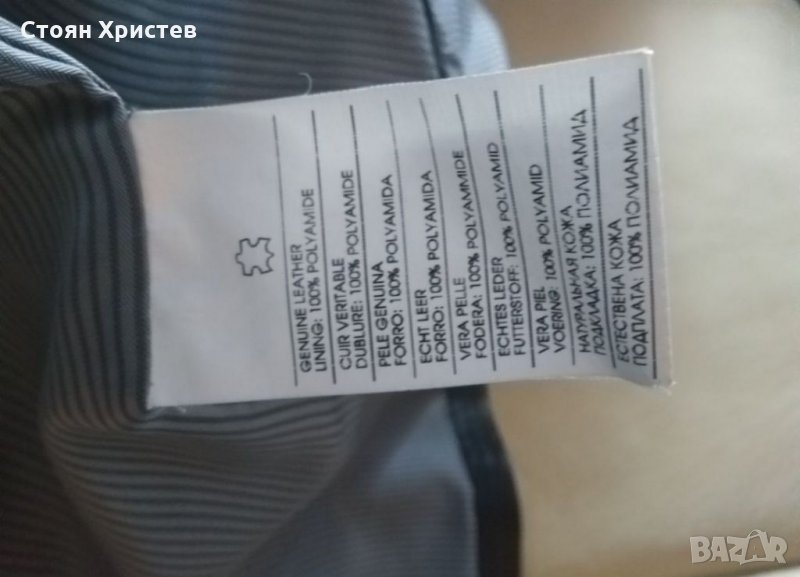 Стоян Христев
GENUINE LEATHER
LINING: 100% POLYAMIDE
CUIR VERITABLE
DUBLURE: 100% POLYAMIDE
PELE GENUINA
FORRO: 100% POLYAMIDA
ECHT LEER
FORRO: 100% POLYAMIDA
VERA PELLE
FODERA: 100% POLYAMMIDE
ECHTES LEDER
FUTTERSTOFF: 100% POLYAMID
VERA PIEL
VOERING: 100% POLYAMID
НАТУРАЛЬНАЯ КОЖА
ПОДКЛАДКА: 100% ПОЛИАМИД
ЕСТЕСТВЕНА КОЖА
ПОДПЛАТА: 100% ПОЛИАМИД
BAZAR